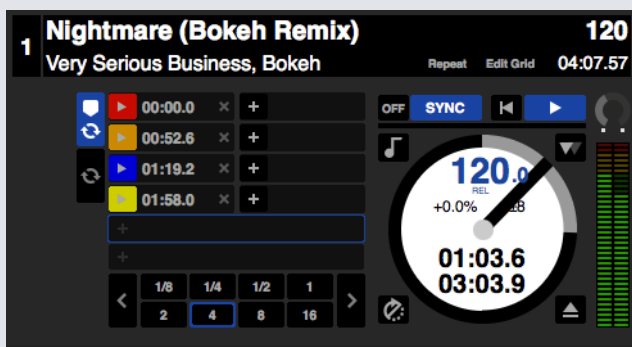 1
Nightmare (Bokeh Remix) 120
Very Serious Business, Bokeh Repeat Edit Grid 04:07.57
00:00.0 × +
00:52.6 × +
01:19.2 × +
01:58.0 × +
+
+
1/8 1/4 1/2 1
2 4 8 16
OFF SYNC
120.0
REL
+0.0%
01:03.6
03:03.9